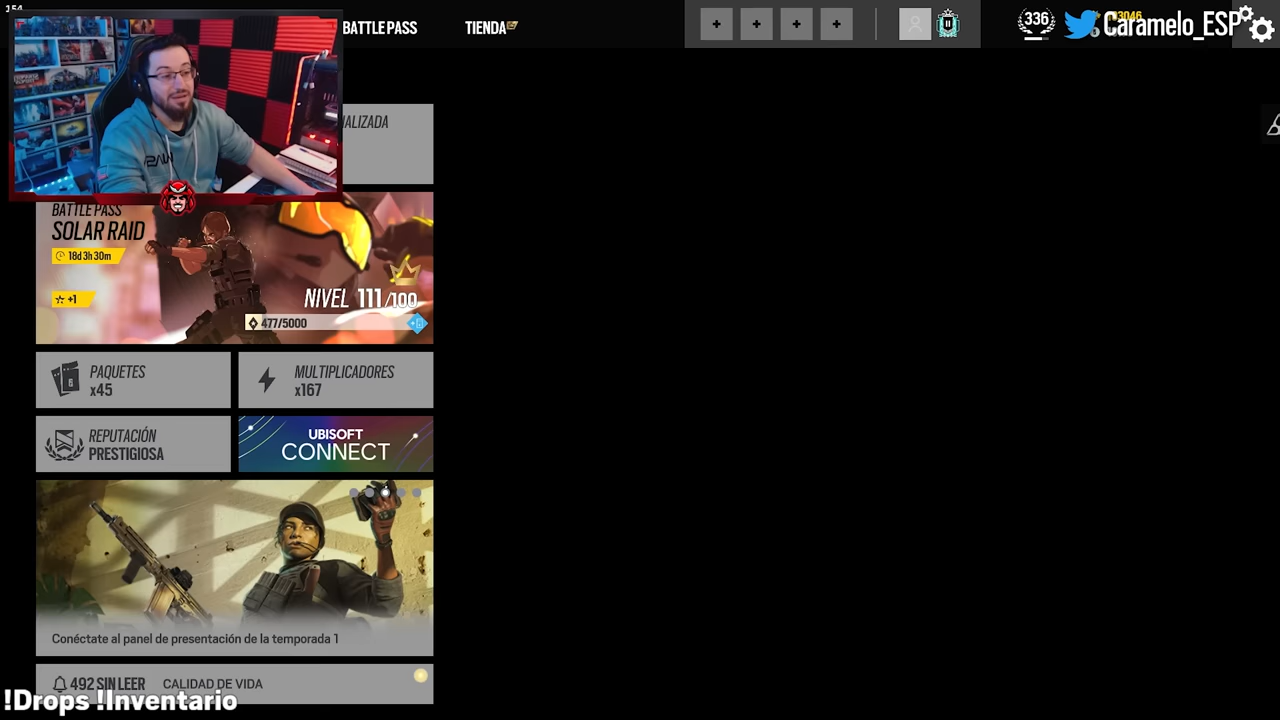 154
BATTLE PASS
TIENDA
336
Caramelo_ESP
ALIZADA
BATTLE PASS
SOLAR RAID
18d 3h 30m
+1
NIVEL 111/100
477/5000
PAQUETES
x45
MULTIPLICADORES
x167
REPUTACIÓN
PRESTIGIOSA
UBISOFT
CONNECT
Conéctate al panel de presentación de la temporada 1
492 SIN LEER
CALIDAD DE VIDA
!Drops !Inventario